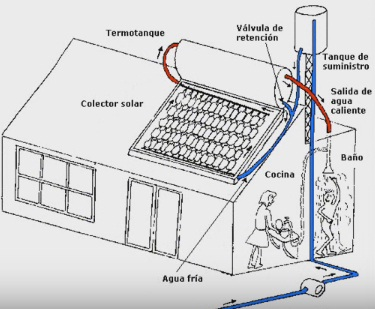 Termotanque
Válvula de
retención
Tanque de
suministro
Colector solar
Salida de
agua
caliente
Baño
Cocina
Agua fría